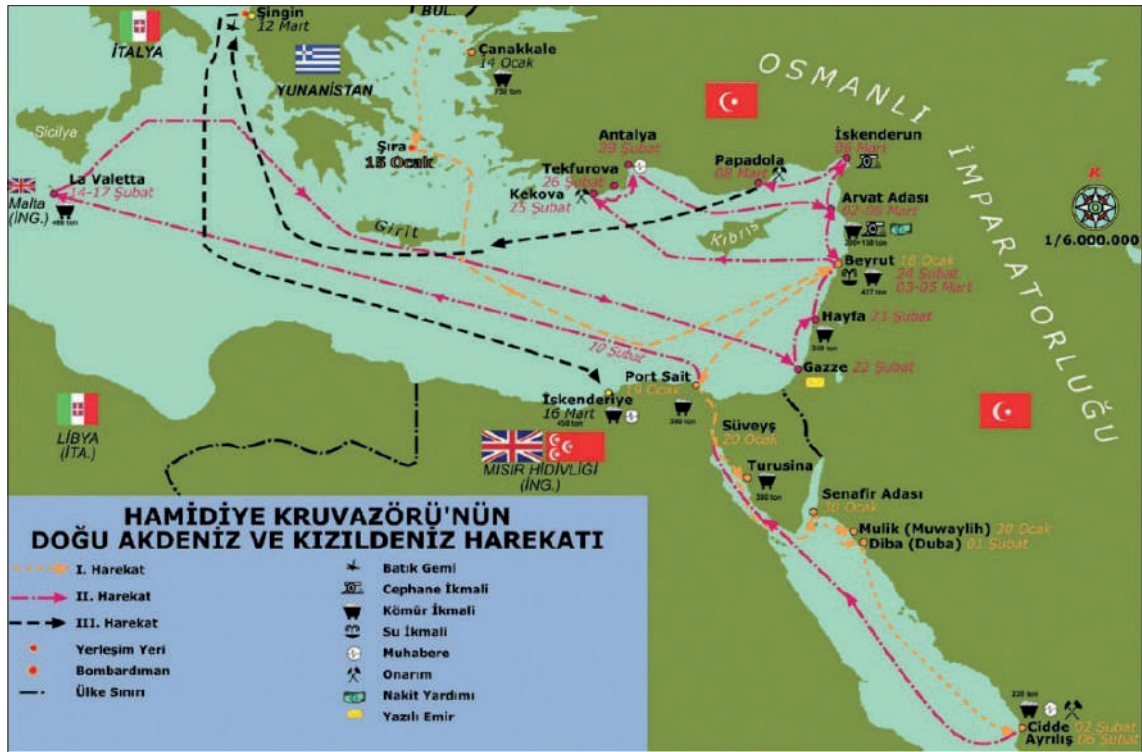 Şingin
12 Mart
BUL.
İTALYA
YUNANİSTAN
Çanakkale
14 Ocak
750 ton
OSMANLI İMPARATORLUĞU
Sicilya
Şıra
15 Ocak
Antalya
28 Şubat
Tekfurova
26 Şubat
Kekova
25 Şubat
Papadola
08 Mart
İskenderun
06 Mart
La Valetta
14-17 Şubat
Malta
(İNG.)
Girit
Kıbrıs
Arvat Adası
02-06 Mart
K
1/6.000.000
Beyrut 16 Ocak
24 Şubat
03-05 Mart
Hayfa 23 Şubat
10 Şubat
Gazze 22 Şubat
Port Sait
19 Ocak
İskenderiye
16 Mart
LİBYA
(İTA.)
MISIR HİDİVLİĞİ
(İNG.)
Süveyş
20 Ocak
Turusina
Senafir Adası
30 Ocak
Mulik (Muwaylih) 30 Ocak
Diba (Duba) 01 Şubat
220 ton
Cidde 02 Şubat
Ayrılış 06 Şubat
HAMİDİYE KRUVAZÖRÜ'NÜN
DOĞU AKDENİZ VE KIZILDENİZ HAREKATI
I. Harekat
II. Harekat
III. Harekat
Yerleşim Yeri
Bombardıman
Ülke Sınırı
Batık Gemi
Cephane İkmali
Kömür İkmali
Su İkmali
Muhabere
Onarım
Nakit Yardımı
Yazılı Emir